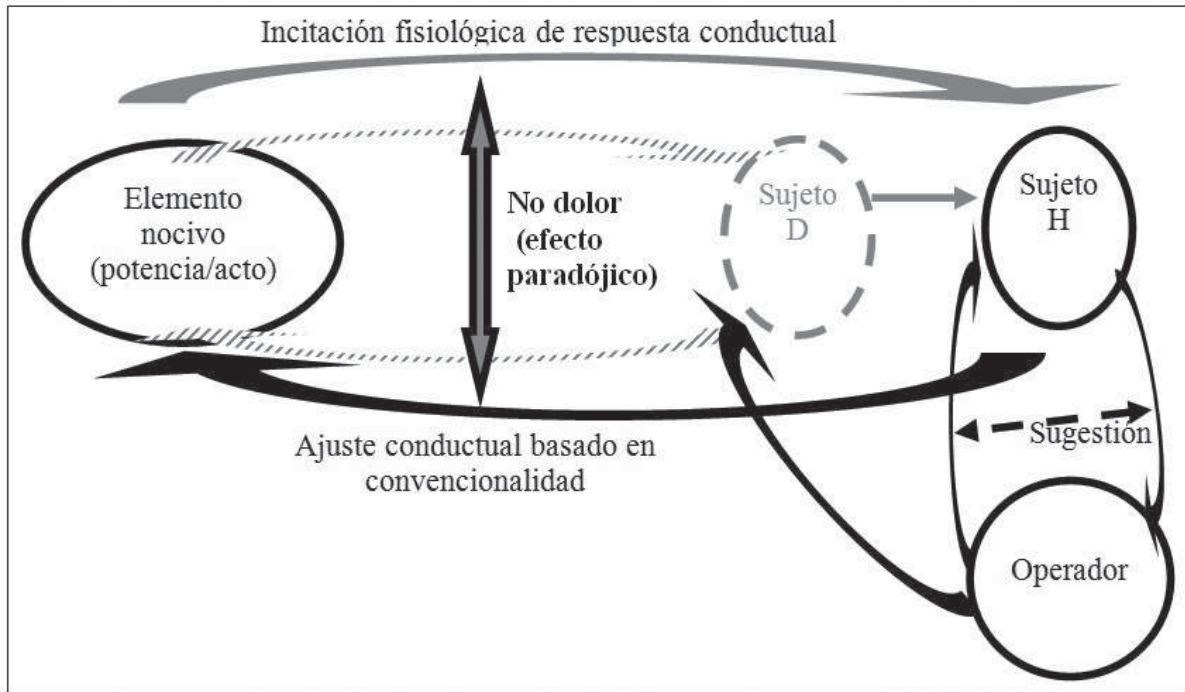 Incitación fisiológica de respuesta conductual
Elemento
nocivo
(potencia/acto)
No dolor
(efecto
paradójico)
Sujeto
D
Sujeto
H
Ajuste conductual basado en
convencionalidad
Sugestión
Operador